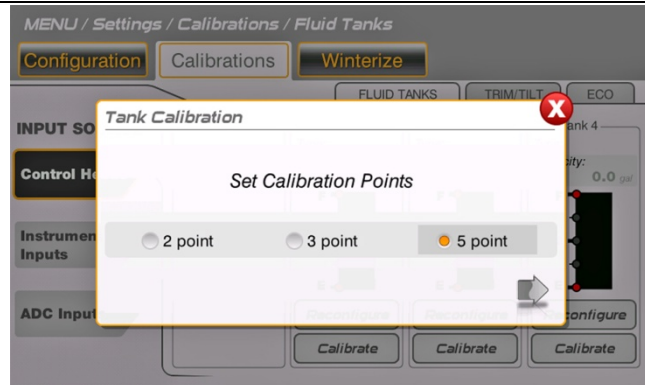 MENU / Settings / Calibrations / Fluid Tanks
Configuration Calibrations Winterize
FLUID TANKS TRIM/TILT ECO
Tank Calibration
X
INPUT SO
ank 4
Set Calibration Points
Control He
city:
0.0 gal
2 point 3 point 5 point
Instrumen
Inputs
ADC Input
Reconfigure Reconfigure Reconfigure
Calibrate Calibrate Calibrate